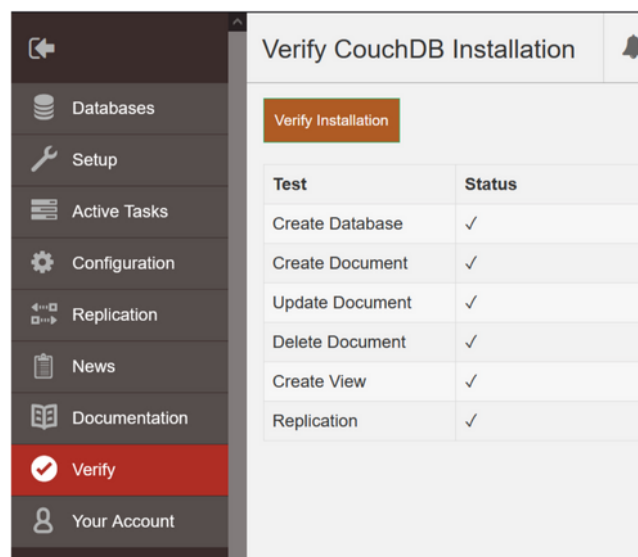 Verify CouchDB Installation
Databases
Setup
Active Tasks
Configuration
Replication
News
Documentation
Verify
Your Account
Verify Installation
Test Status
Create Database ✓
Create Document ✓
Update Document ✓
Delete Document ✓
Create View ✓
Replication ✓